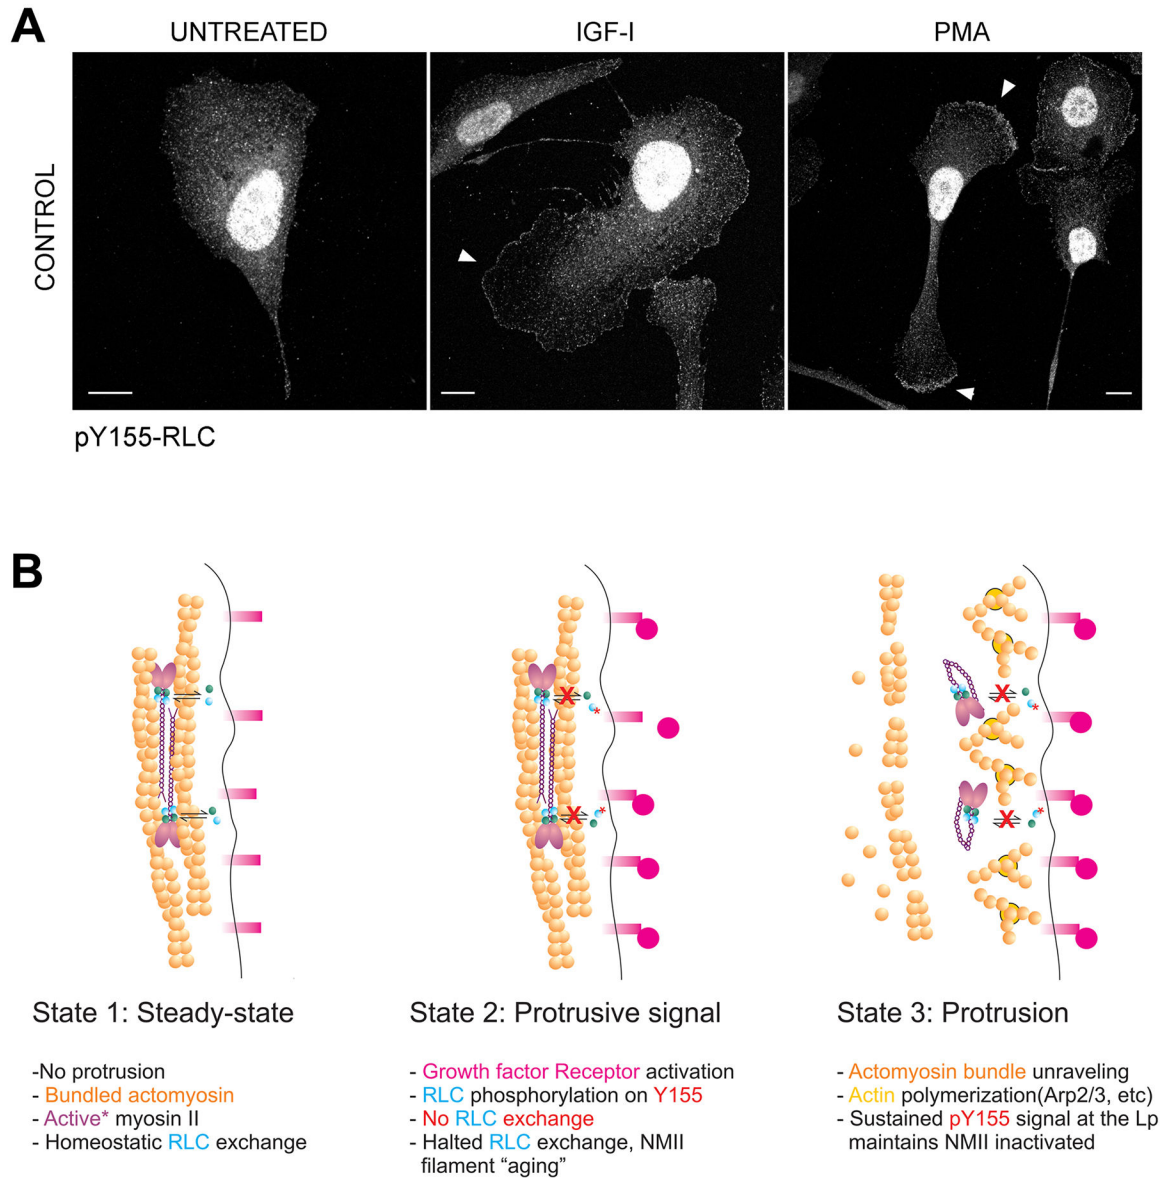 A
UNTREATED
IGF-I
PMA
CONTROL
pY155-RLC
B
X
*
X
*
X
*
X
*
State 1: Steady-state
-No protrusion
- Bundled actomyosin
- Active* myosin II
- Homeostatic RLC exchange
State 2: Protrusive signal
- Growth factor Receptor activation
- RLC phosphorylation on Y155
- No RLC exchange
- Halted RLC exchange, NMII
filament “aging”
State 3: Protrusion
- Actomyosin bundle unraveling
- Actin polymerization(Arp2/3, etc)
- Sustained pY155 signal at the Lp
maintains NMII inactivated